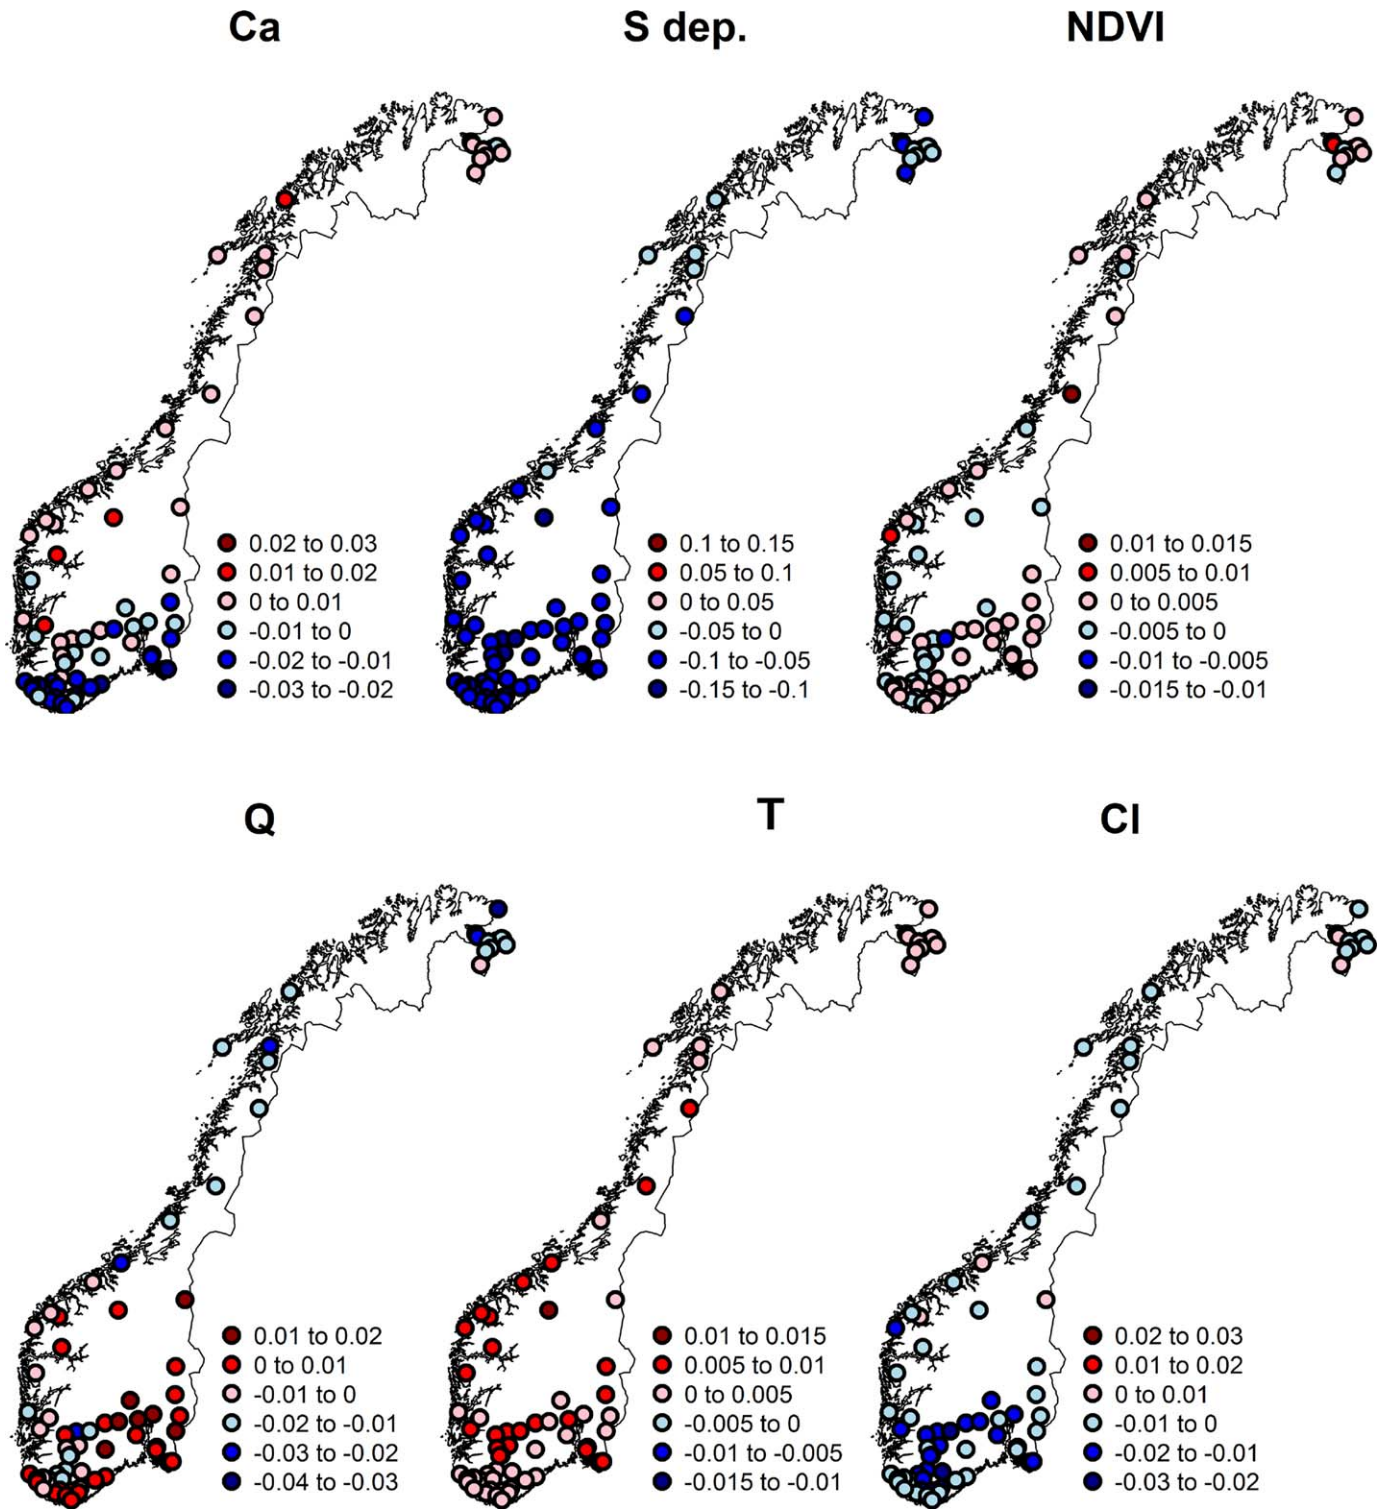 Ca
S dep.
NDVI
0.02 to 0.03
0.01 to 0.02
0 to 0.01
-0.01 to 0
-0.02 to -0.01
-0.03 to -0.02
0.1 to 0.15
0.05 to 0.1
0 to 0.05
-0.05 to 0
-0.1 to -0.05
-0.15 to -0.1
0.01 to 0.015
0.005 to 0.01
0 to 0.005
-0.005 to 0
-0.01 to -0.005
-0.015 to -0.01
Q
T
Cl
0.01 to 0.02
0 to 0.01
-0.01 to 0
-0.02 to -0.01
-0.03 to -0.02
-0.04 to -0.03
0.01 to 0.015
0.005 to 0.01
0 to 0.005
-0.005 to 0
-0.01 to -0.005
-0.015 to -0.01
0.02 to 0.03
0.01 to 0.02
0 to 0.01
-0.01 to 0
-0.02 to -0.01
-0.03 to -0.02